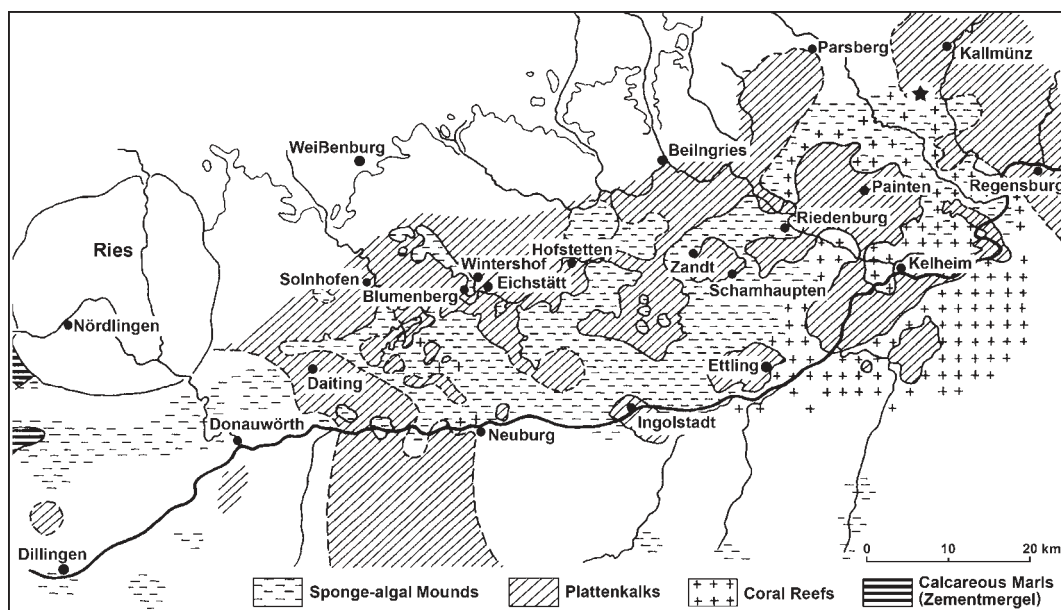 Parsberg
Kallmünz
Weißenburg
Beilngries
Regensburg
Painten
Riedenburg
Ries
Hofstetten
Wintershof
Zandt
Kelheim
Solnhofen
Eichstätt
Blumenberg
Schamhaupten
Nördlingen
Daiting
Ettling
Donauwörth
Ingolstadt
Neuburg
Dillingen
0 10 20 km
Sponge-algal Mounds
Plattenkalks
Coral Reefs
Calcareous Marls
(Zementmergel)